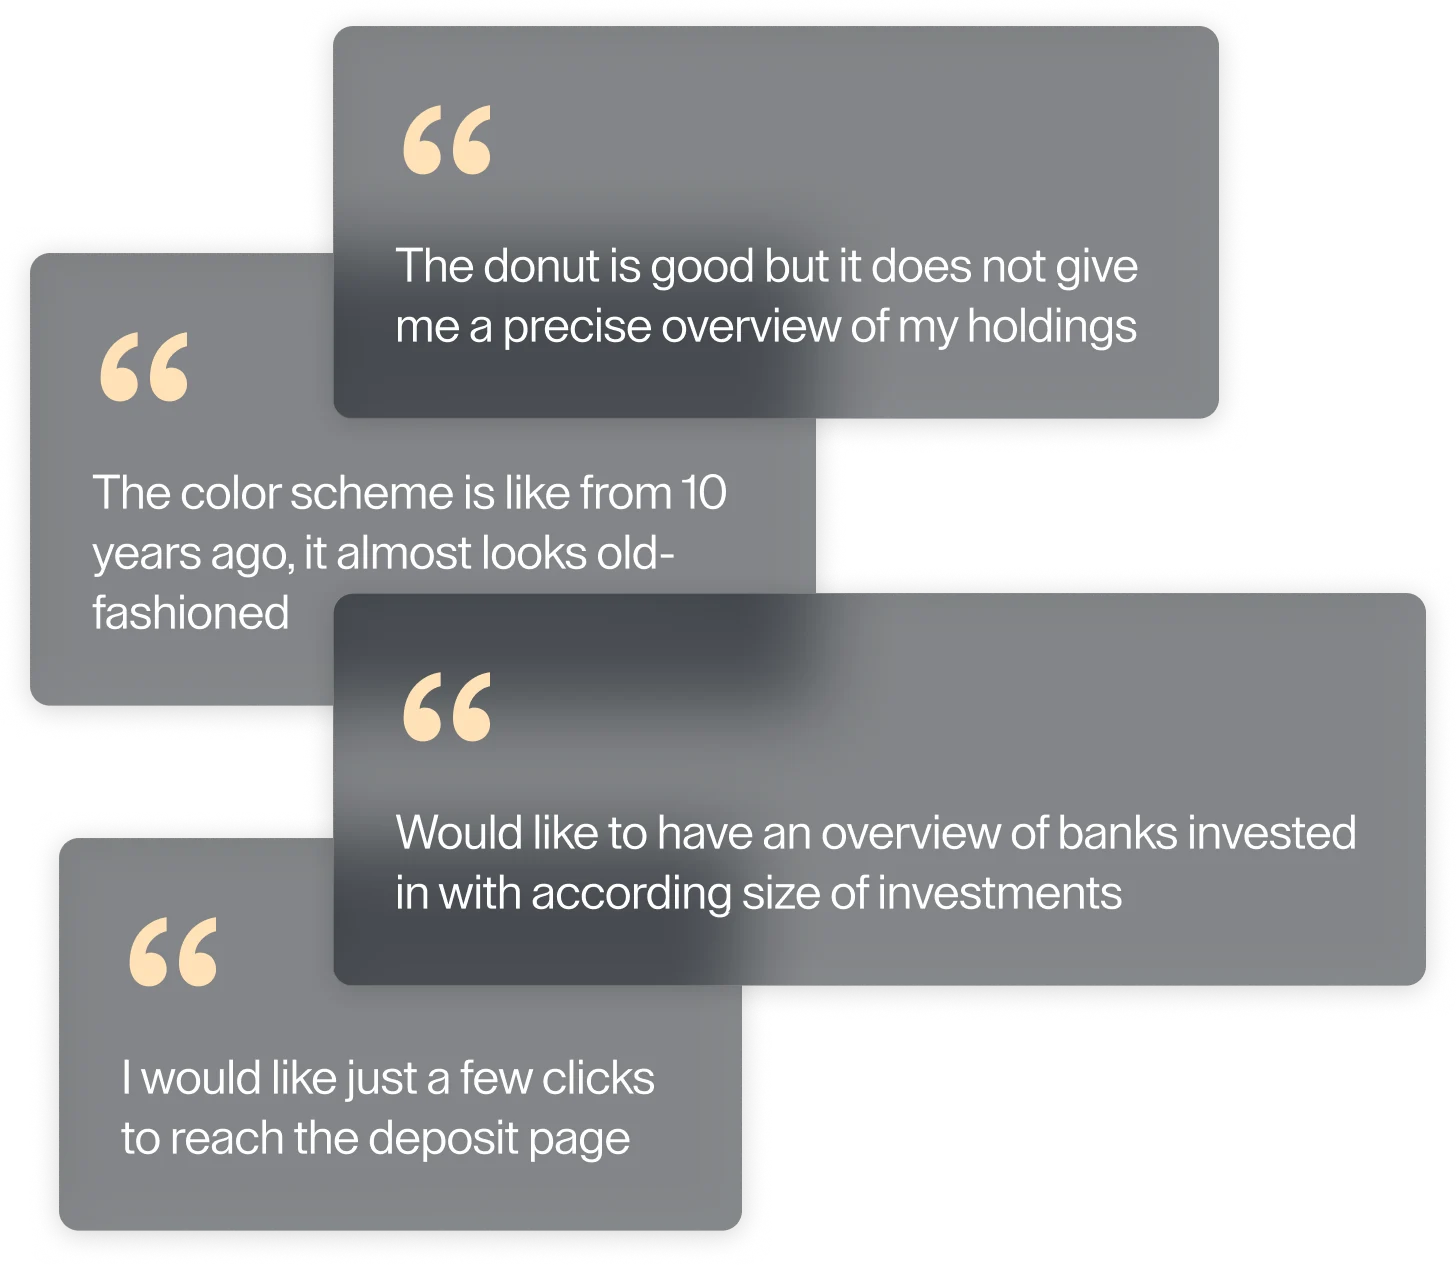 “
The donut is good but it does not give
me a precise overview of my holdings
“
The color scheme is like from 10
years ago, it almost looks old-
fashioned
“
Would like to have an overview of banks invested
in with according size of investments
“
I would like just a few clicks
to reach the deposit page